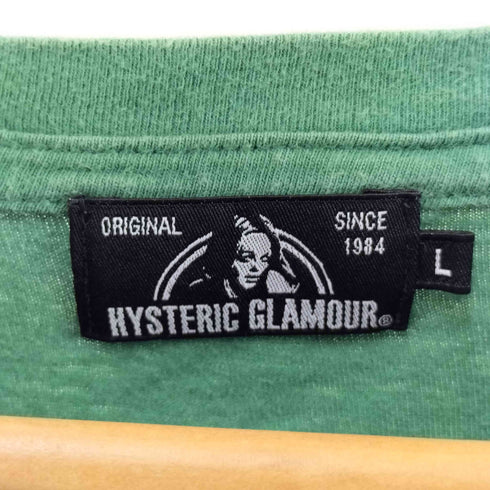 ORIGINAL
SINCE
1984
HYSTERIC GLAMOUR®
L